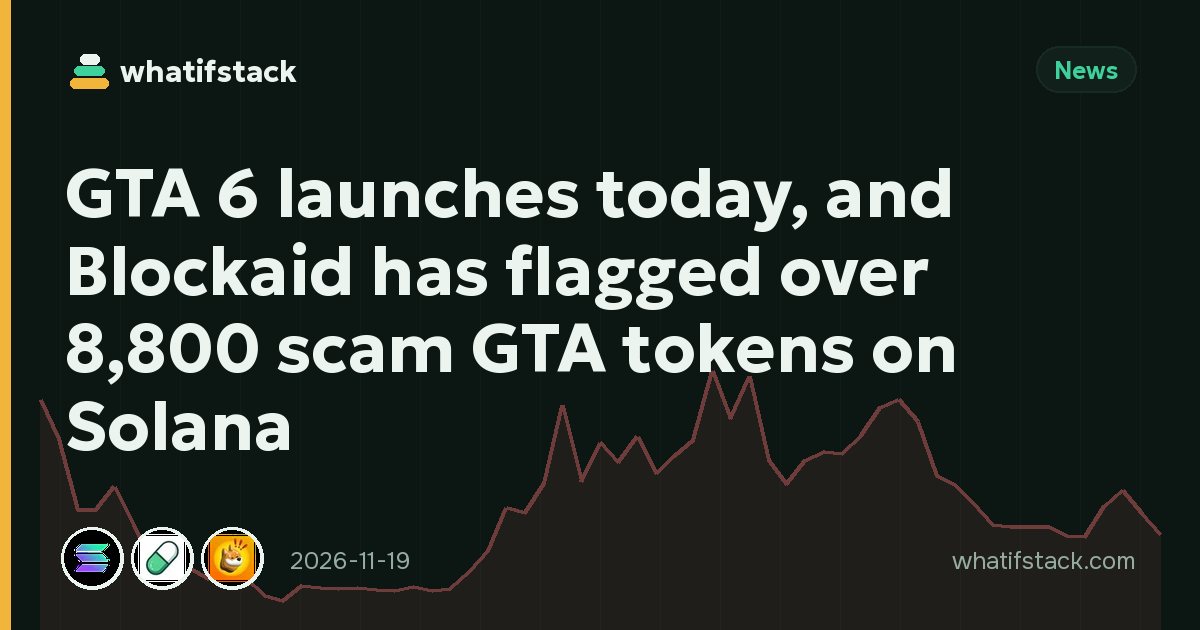 whatifstack
News
GTA 6 launches today, and
Blockaid has flagged over
8,800 scam GTA tokens on
Solana
2026-11-19
whatifstack.com